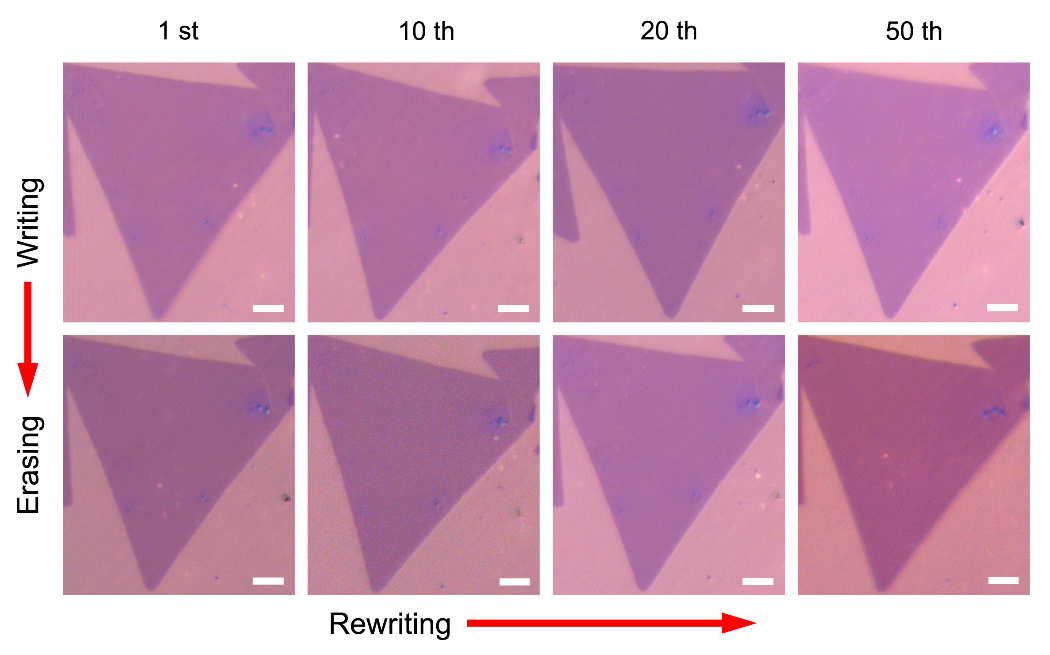 1 st
10 th
20 th
50 th
Writing
Erasing
Rewriting